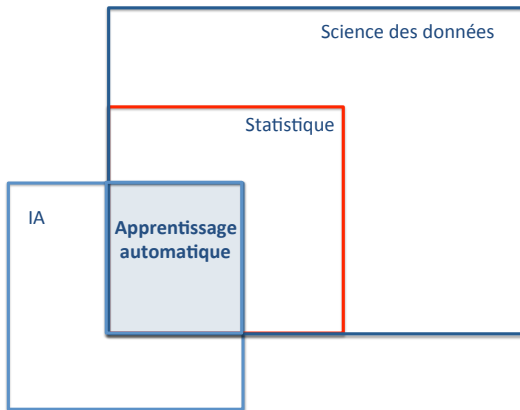 Science des données
Statistique
IA
Apprentissage
automatique